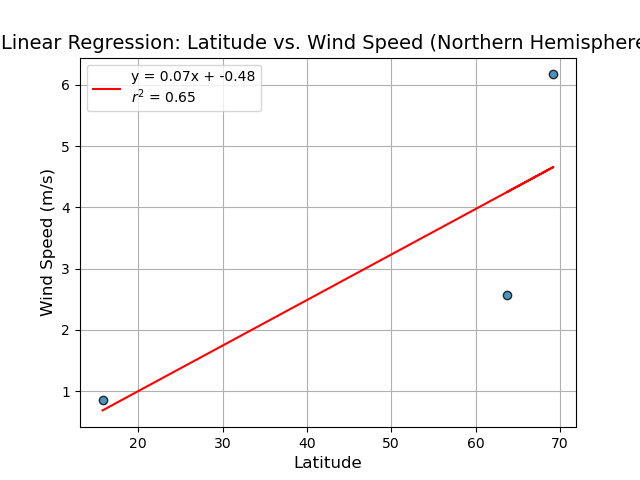 Linear Regression: Latitude vs. Wind Speed (Northern Hemisphere
y = 0.07x + -0.48
r² = 0.65
6
5
4
3
2
1
Wind Speed (m/s)
20 30 40 50 60 70
Latitude